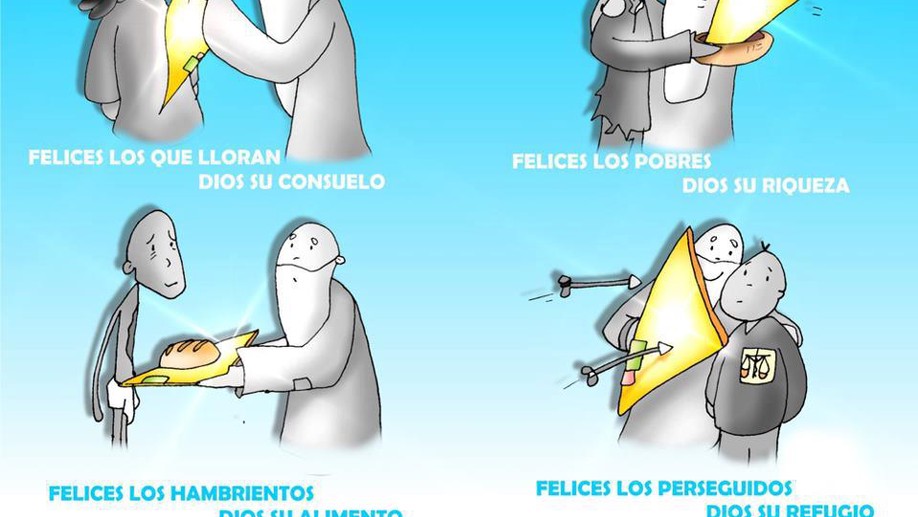 FELICES LOS QUE LLORAN
DIOS SU CONSUELO
FELICES LOS POBRES
DIOS SU RIQUEZA
FELICES LOS HAMBRIENTOS
DIOS SU ALIMENTO
FELICES LOS PERSEGUIDOS
DIOS SU REFUGIO